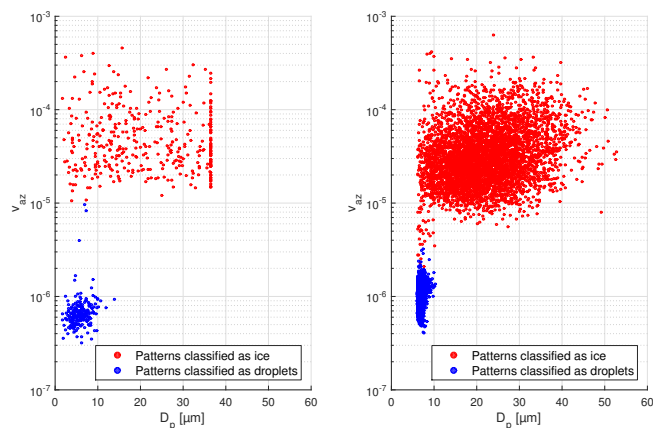 10^-3
10^-4
10^-5
10^-6
10^-7
v_az
0 10 20 30 40 50 60
D_p [μm]
Patterns classified as ice
Patterns classified as droplets
10^-3
10^-4
10^-5
10^-6
10^-7
v_az
0 10 20 30 40 50 60
D_p [μm]
Patterns classified as ice
Patterns classified as droplets